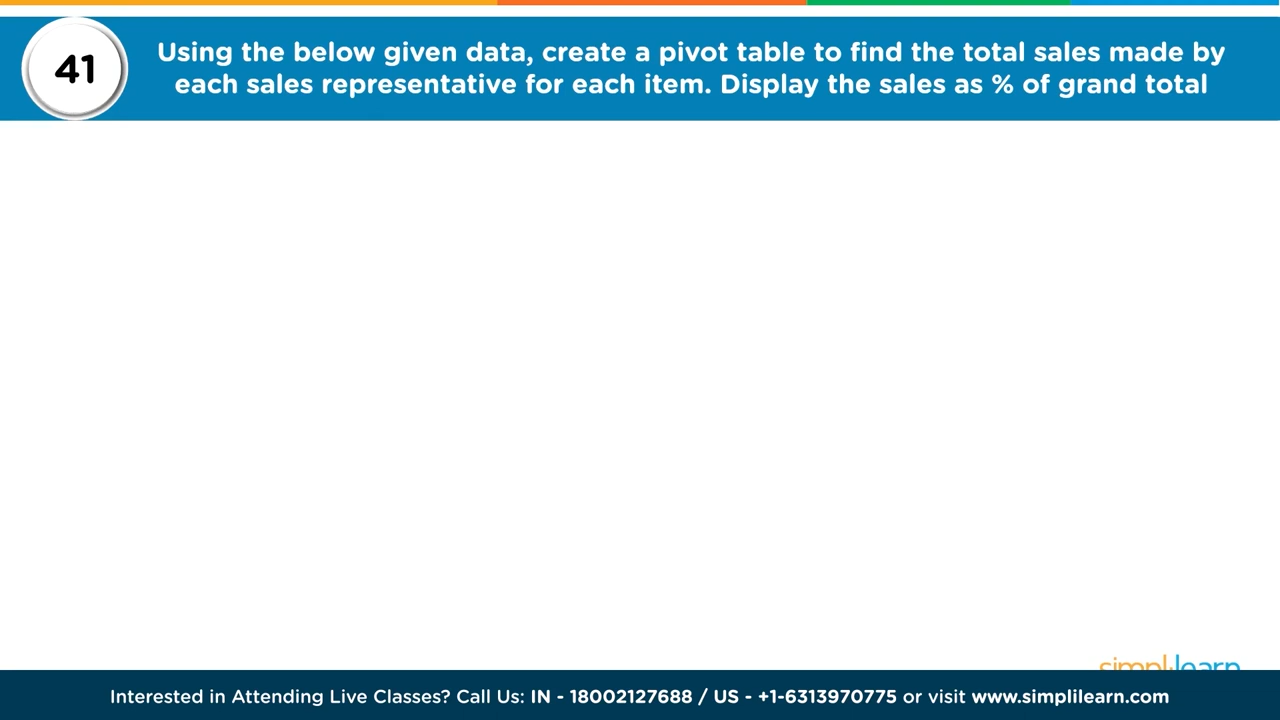 41
Using the below given data, create a pivot table to find the total sales made by
each sales representative for each item. Display the sales as % of grand total
simplilearn
Interested in Attending Live Classes? Call Us: IN - 18002127688 / US - +1-6313970775 or visit www.simplilearn.com